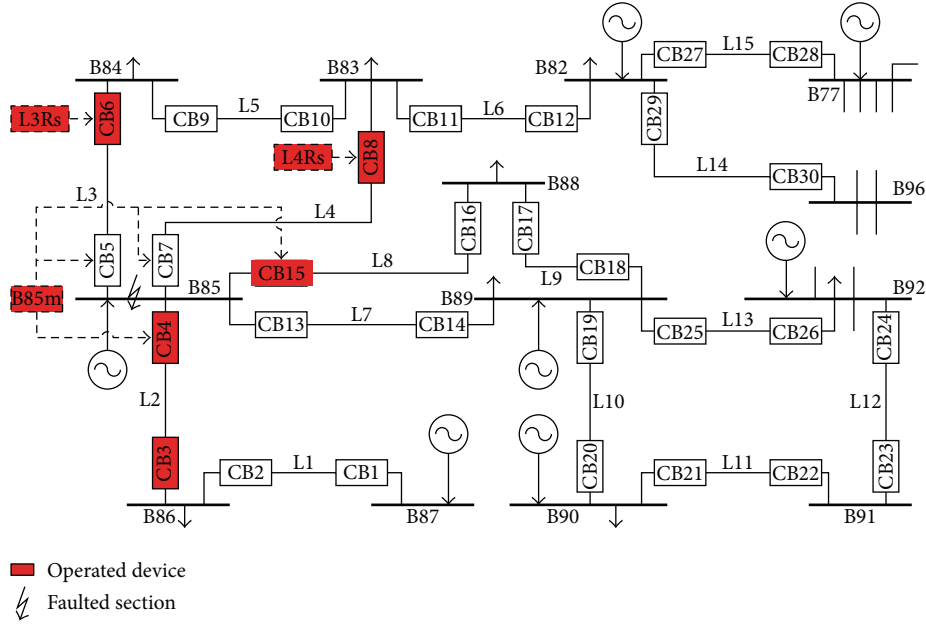 B84
B83
B82
CB27
L15
CB28
B77
L3Rs
CB6
CB9
L5
CB10
CB11
L6
CB12
CB29
L4Rs
CB8
L14
CB30
B96
B88
L3
L4
CB16
CB17
CB5
CB7
CB15
L8
L9
CB18
B85m
B85
B89
B92
CB4
CB13
L7
CB14
CB19
CB25
L13
CB26
CB24
L2
L10
L12
CB3
CB2
L1
CB1
CB20
CB21
L11
CB22
CB23
B86
B87
B90
B91
Operated device
Faulted section